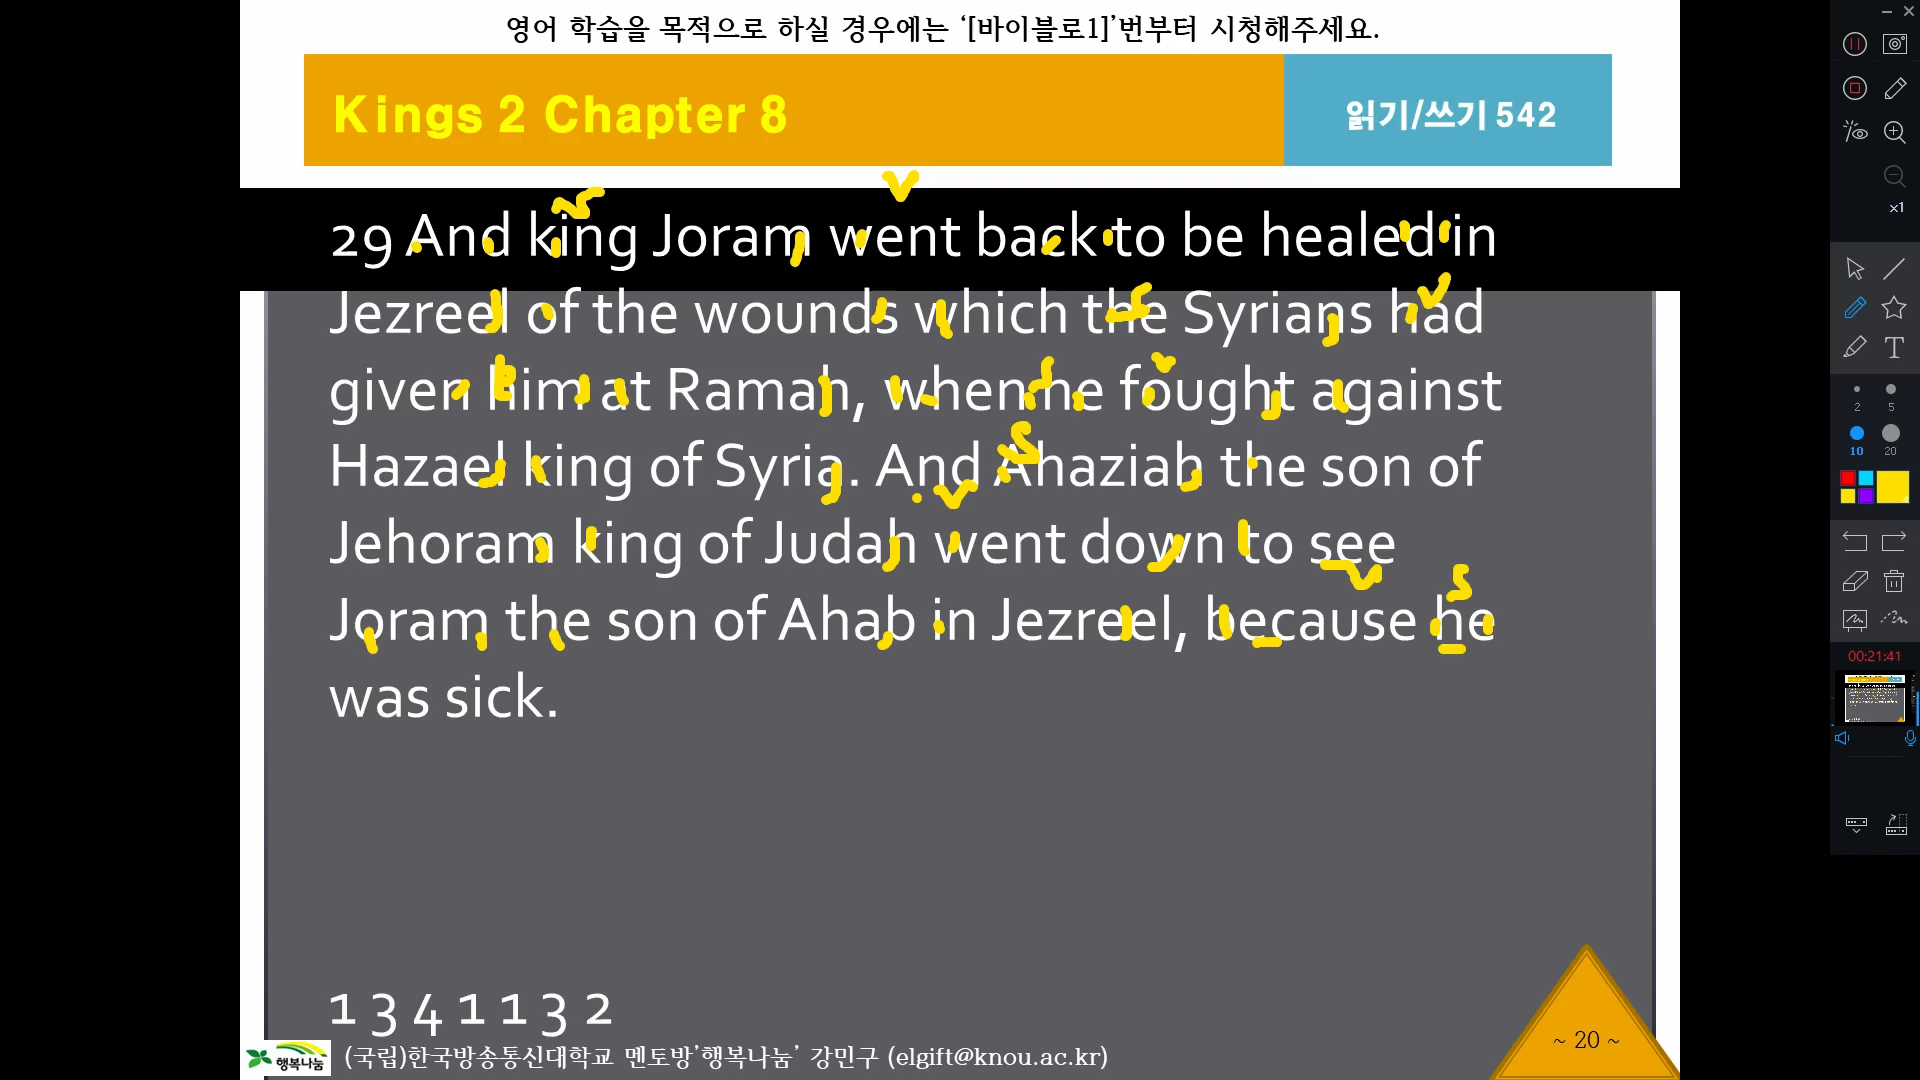 영어 학습을 목적으로 하실 경우에는 ‘[바이블로1]’번부터 시청해주세요.
Kings 2 Chapter 8
읽기/쓰기 542
29 And king Joram went back to be healed in
Jezreel of the wounds which the Syrians had
given him at Ramah, when he fought against
Hazael king of Syria. And Ahaziah the son of
Jehoram king of Judah went down to see
Joram the son of Ahab in Jezreel, because he
was sick.
1 3 4 1 1 3 2
~ 20 ~
행복나눔 (국립)한국방송통신대학교 멘토방’행복나눔’ 강민구 (elgift@knou.ac.kr)
x1
T
2 5
10 20
00:21:41